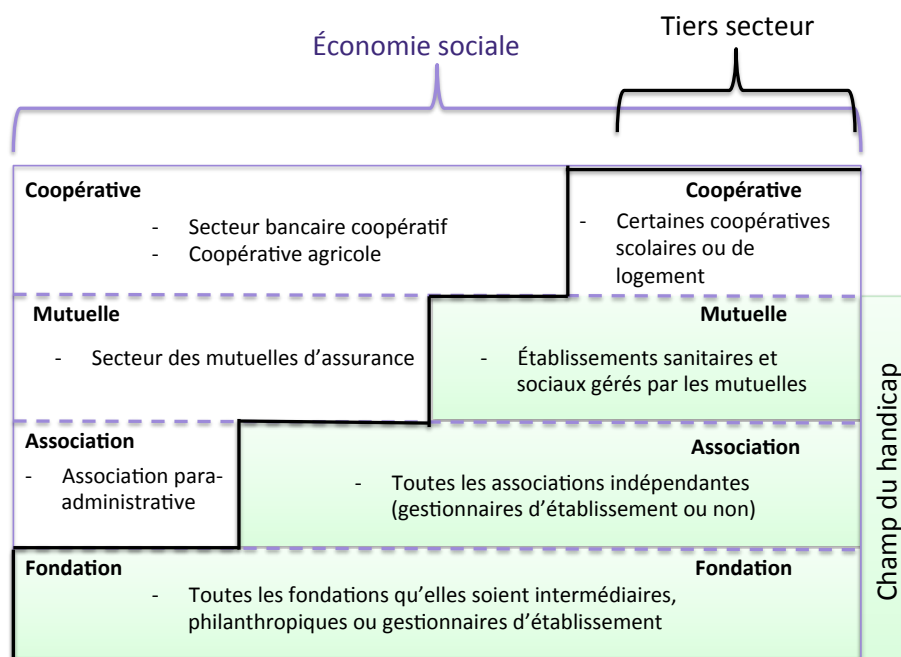 Tiers secteur
Économie sociale
Coopérative
- Secteur bancaire coopératif
- Coopérative agricole
Coopérative
- Certaines coopératives
scolaires ou de
logement
Mutuelle
- Secteur des mutuelles d’assurance
Mutuelle
- Établissements sanitaires et
sociaux gérés par les mutuelles
Association
- Association para-
administrative
Association
- Toutes les associations indépendantes
(gestionnaires d’établissement ou non)
Fondation
Fondation
- Toutes les fondations qu’elles soient intermédiaires,
philanthropiques ou gestionnaires d’établissement
Champ du handicap